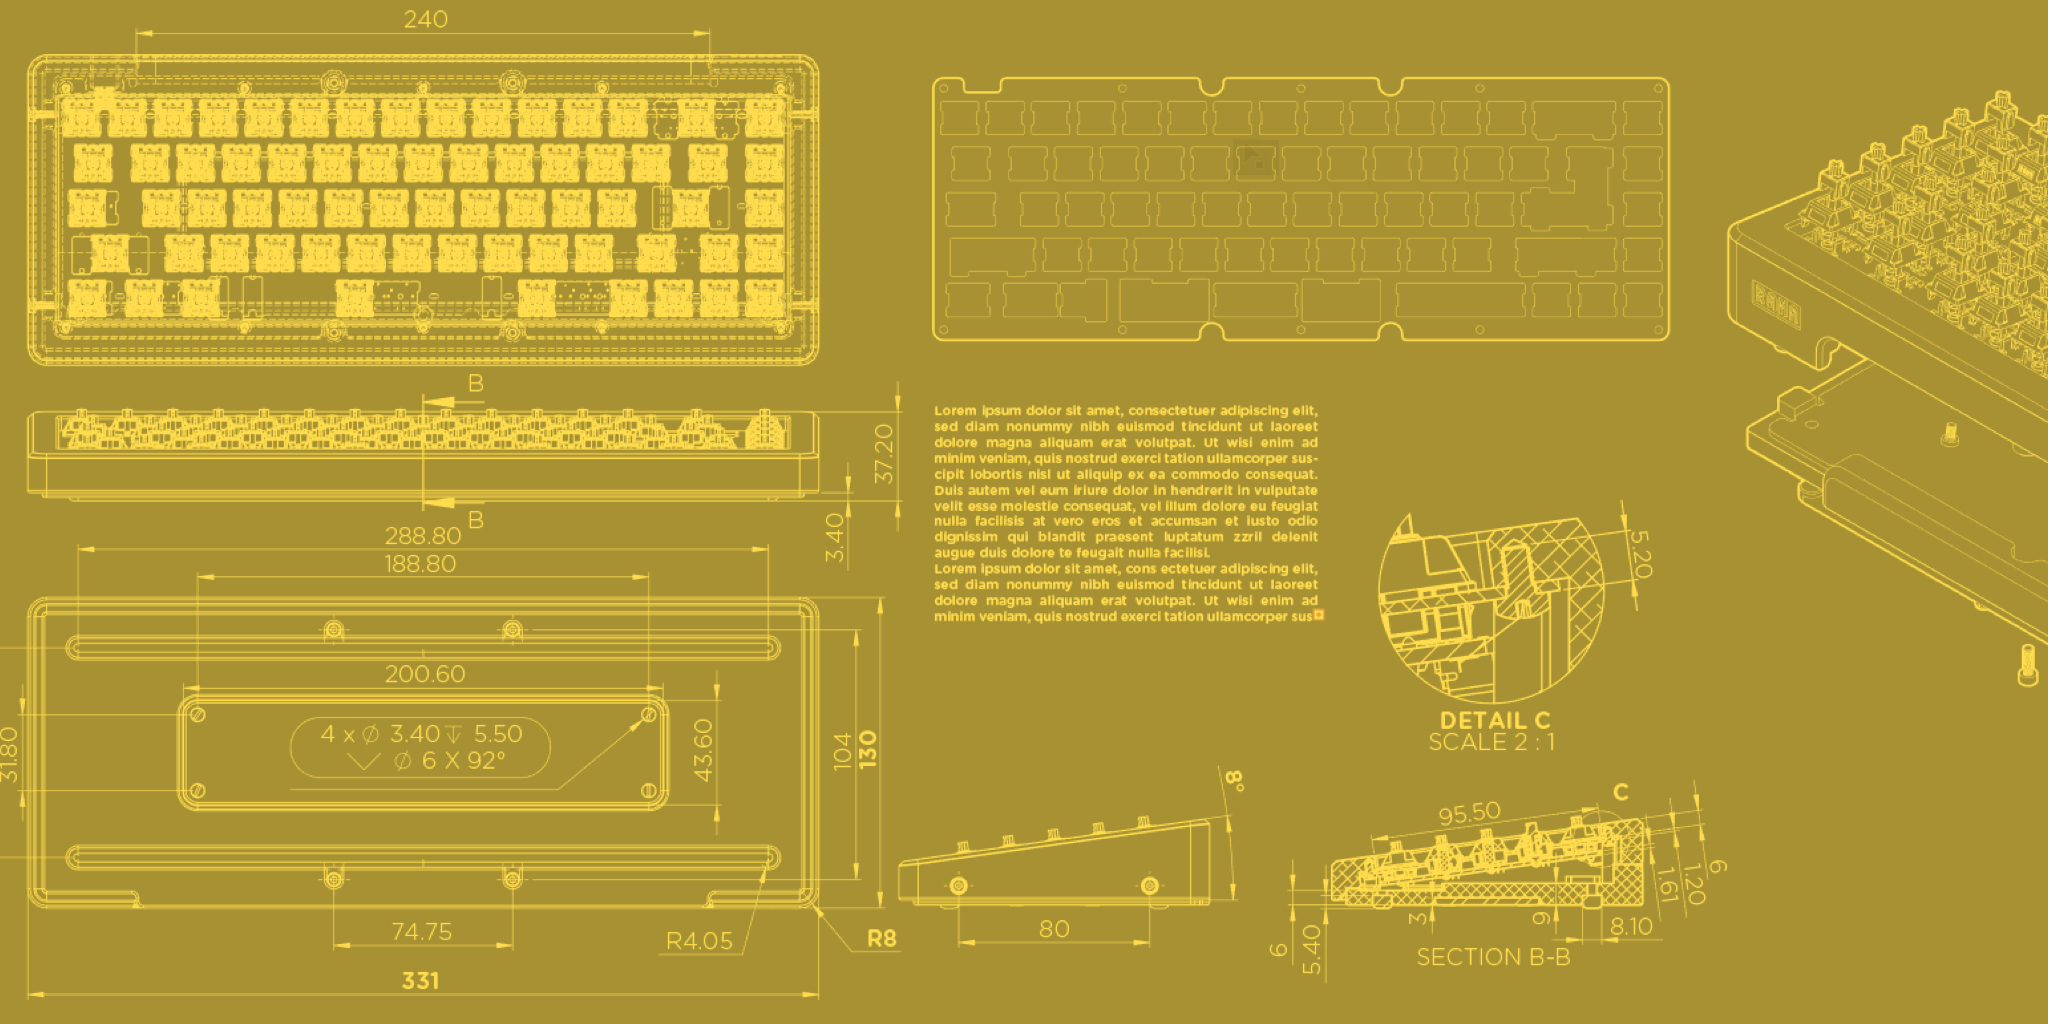 240
B
37.20
B
3.40
288.80
188.80
200.60
4 x ⌀ 3.40 ↧ 5.50
⌵ ⌀ 6 X 92°
31.80
43.60
104
130
74.75
R4.05
R8
331
Lorem ipsum dolor sit amet, consectetuer adipiscing elit,
sed diam nonummy nibh euismod tincidunt ut laoreet
dolore magna aliquam erat volutpat. Ut wisi enim ad
minim veniam, quis nostrud exerci tation ullamcorper sus-
cipit lobortis nisl ut aliquip ex ea commodo consequat.
Duis autem vel eum iriure dolor in hendrerit in vulputate
velit esse molestie consequat, vel illum dolore eu feugiat
nulla facilisis at vero eros et accumsan et iusto odio
dignissim qui blandit praesent luptatum zzril delenit
augue duis dolore te feugait nulla facilisi.
Lorem ipsum dolor sit amet, cons ectetuer adipiscing elit,
sed diam nonummy nibh euismod tincidunt ut laoreet
dolore magna aliquam erat volutpat. Ut wisi enim ad
minim veniam, quis nostrud exerci tation ullamcorper sus
5.20
DETAIL C
SCALE 2 : 1
8°
80
C
95.50
6
1.20
1.61
6
5.40
3
9
8.10
SECTION B-B
RAMA